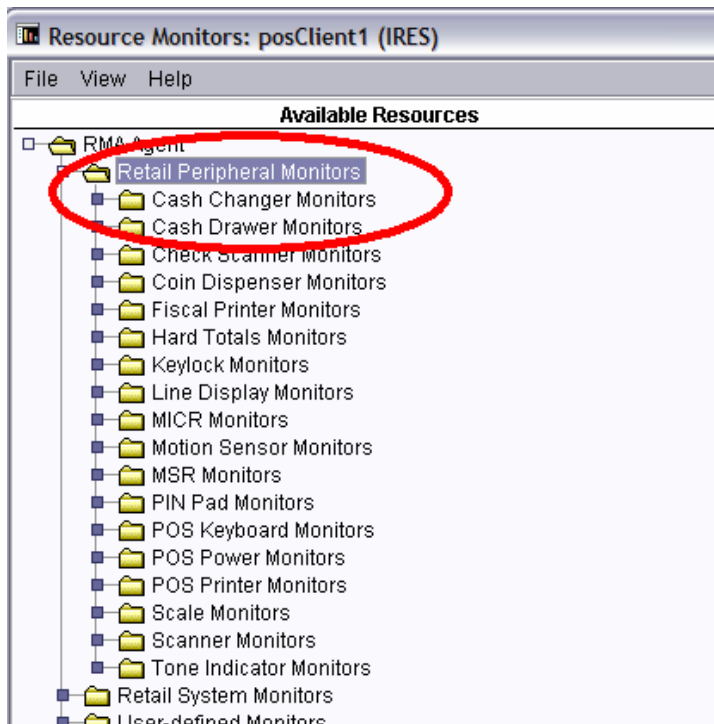 Resource Monitors: posClient1 (IRES)
File View Help
Available Resources
RMA Agent
Retail Peripheral Monitors
Cash Changer Monitors
Cash Drawer Monitors
Check Scanner Monitors
Coin Dispenser Monitors
Fiscal Printer Monitors
Hard Totals Monitors
Keylock Monitors
Line Display Monitors
MICR Monitors
Motion Sensor Monitors
MSR Monitors
PIN Pad Monitors
POS Keyboard Monitors
POS Power Monitors
POS Printer Monitors
Scale Monitors
Scanner Monitors
Tone Indicator Monitors
Retail System Monitors
User-defined Monitors